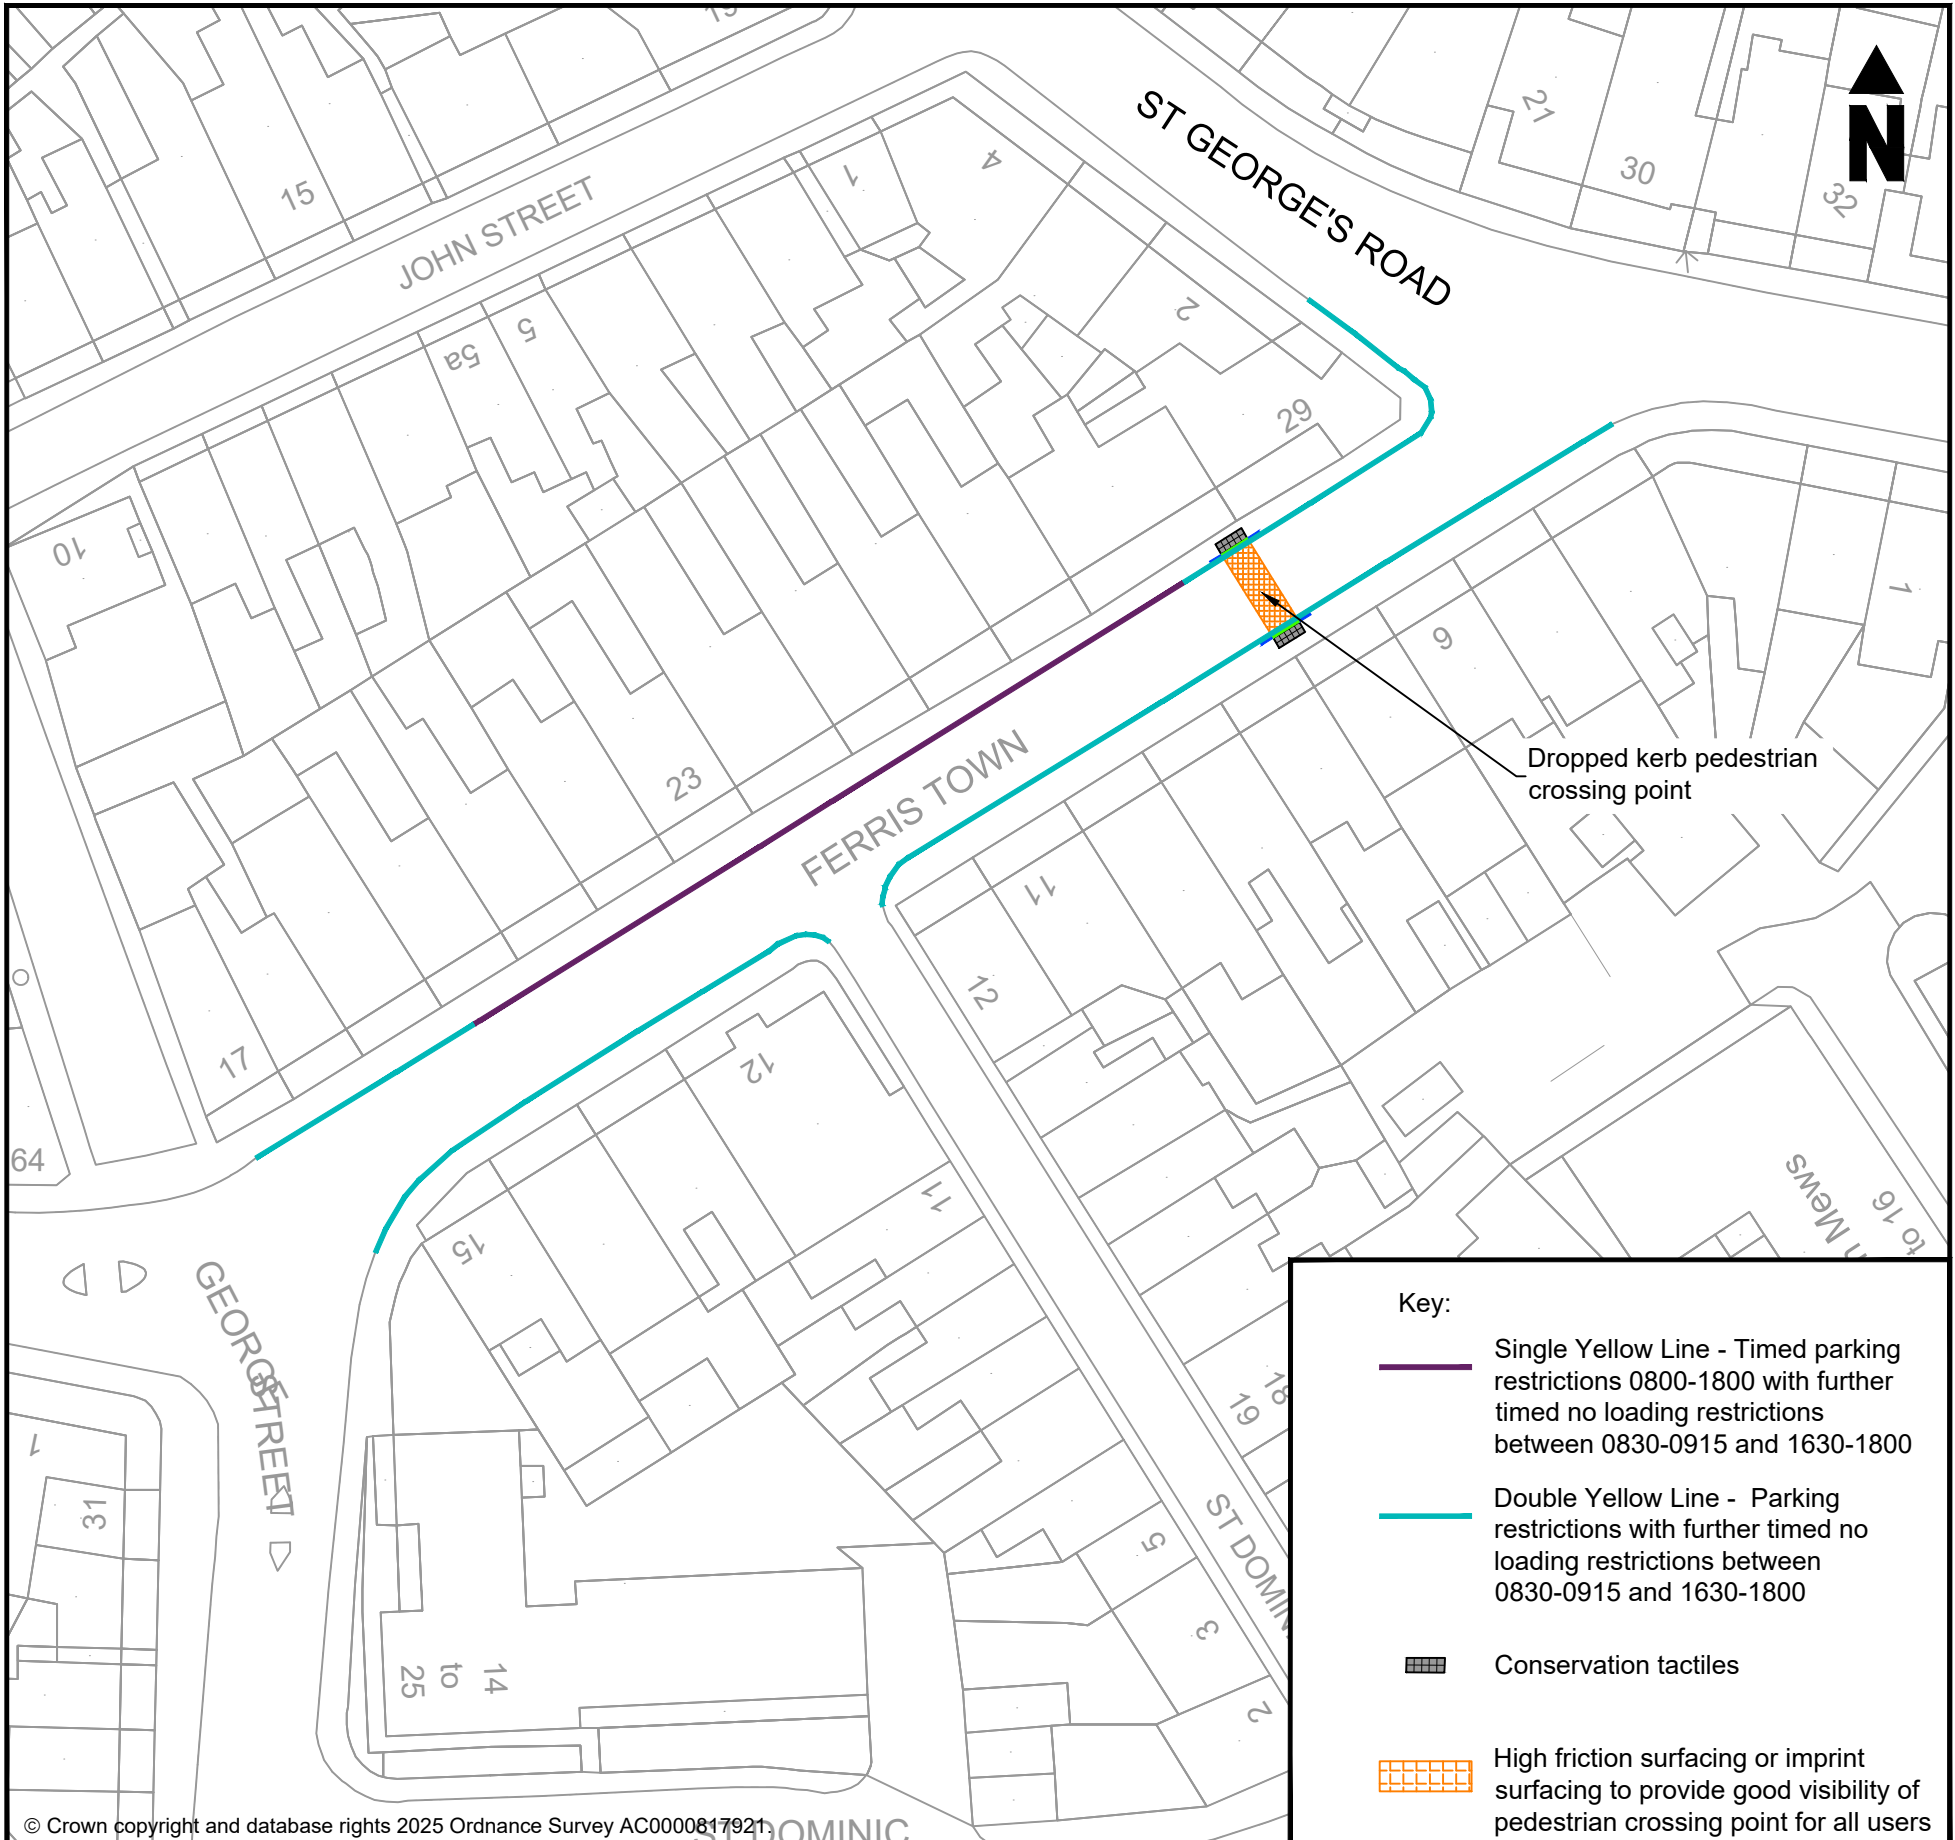 19
ST GEORGE'S ROAD
N
21
30
32
15
JOHN STREET
1
4
5
5a
2
29
10
1
9
23
FERRIS TOWN
Dropped kerb pedestrian
crossing point
11
12
17
12
64
11
15
Mews
to 16
GEORGE
STREET
18
19
1
31
5
ST DOMINI
3
14
to
25
2
Key:
Single Yellow Line - Timed parking
restrictions 0800-1800 with further
timed no loading restrictions
between 0830-0915 and 1630-1800
Double Yellow Line - Parking
restrictions with further timed no
loading restrictions between
0830-0915 and 1630-1800
Conservation tactiles
High friction surfacing or imprint
surfacing to provide good visibility of
pedestrian crossing point for all users
© Crown copyright and database rights 2025 Ordnance Survey AC0000817921.
ST DOMINIC